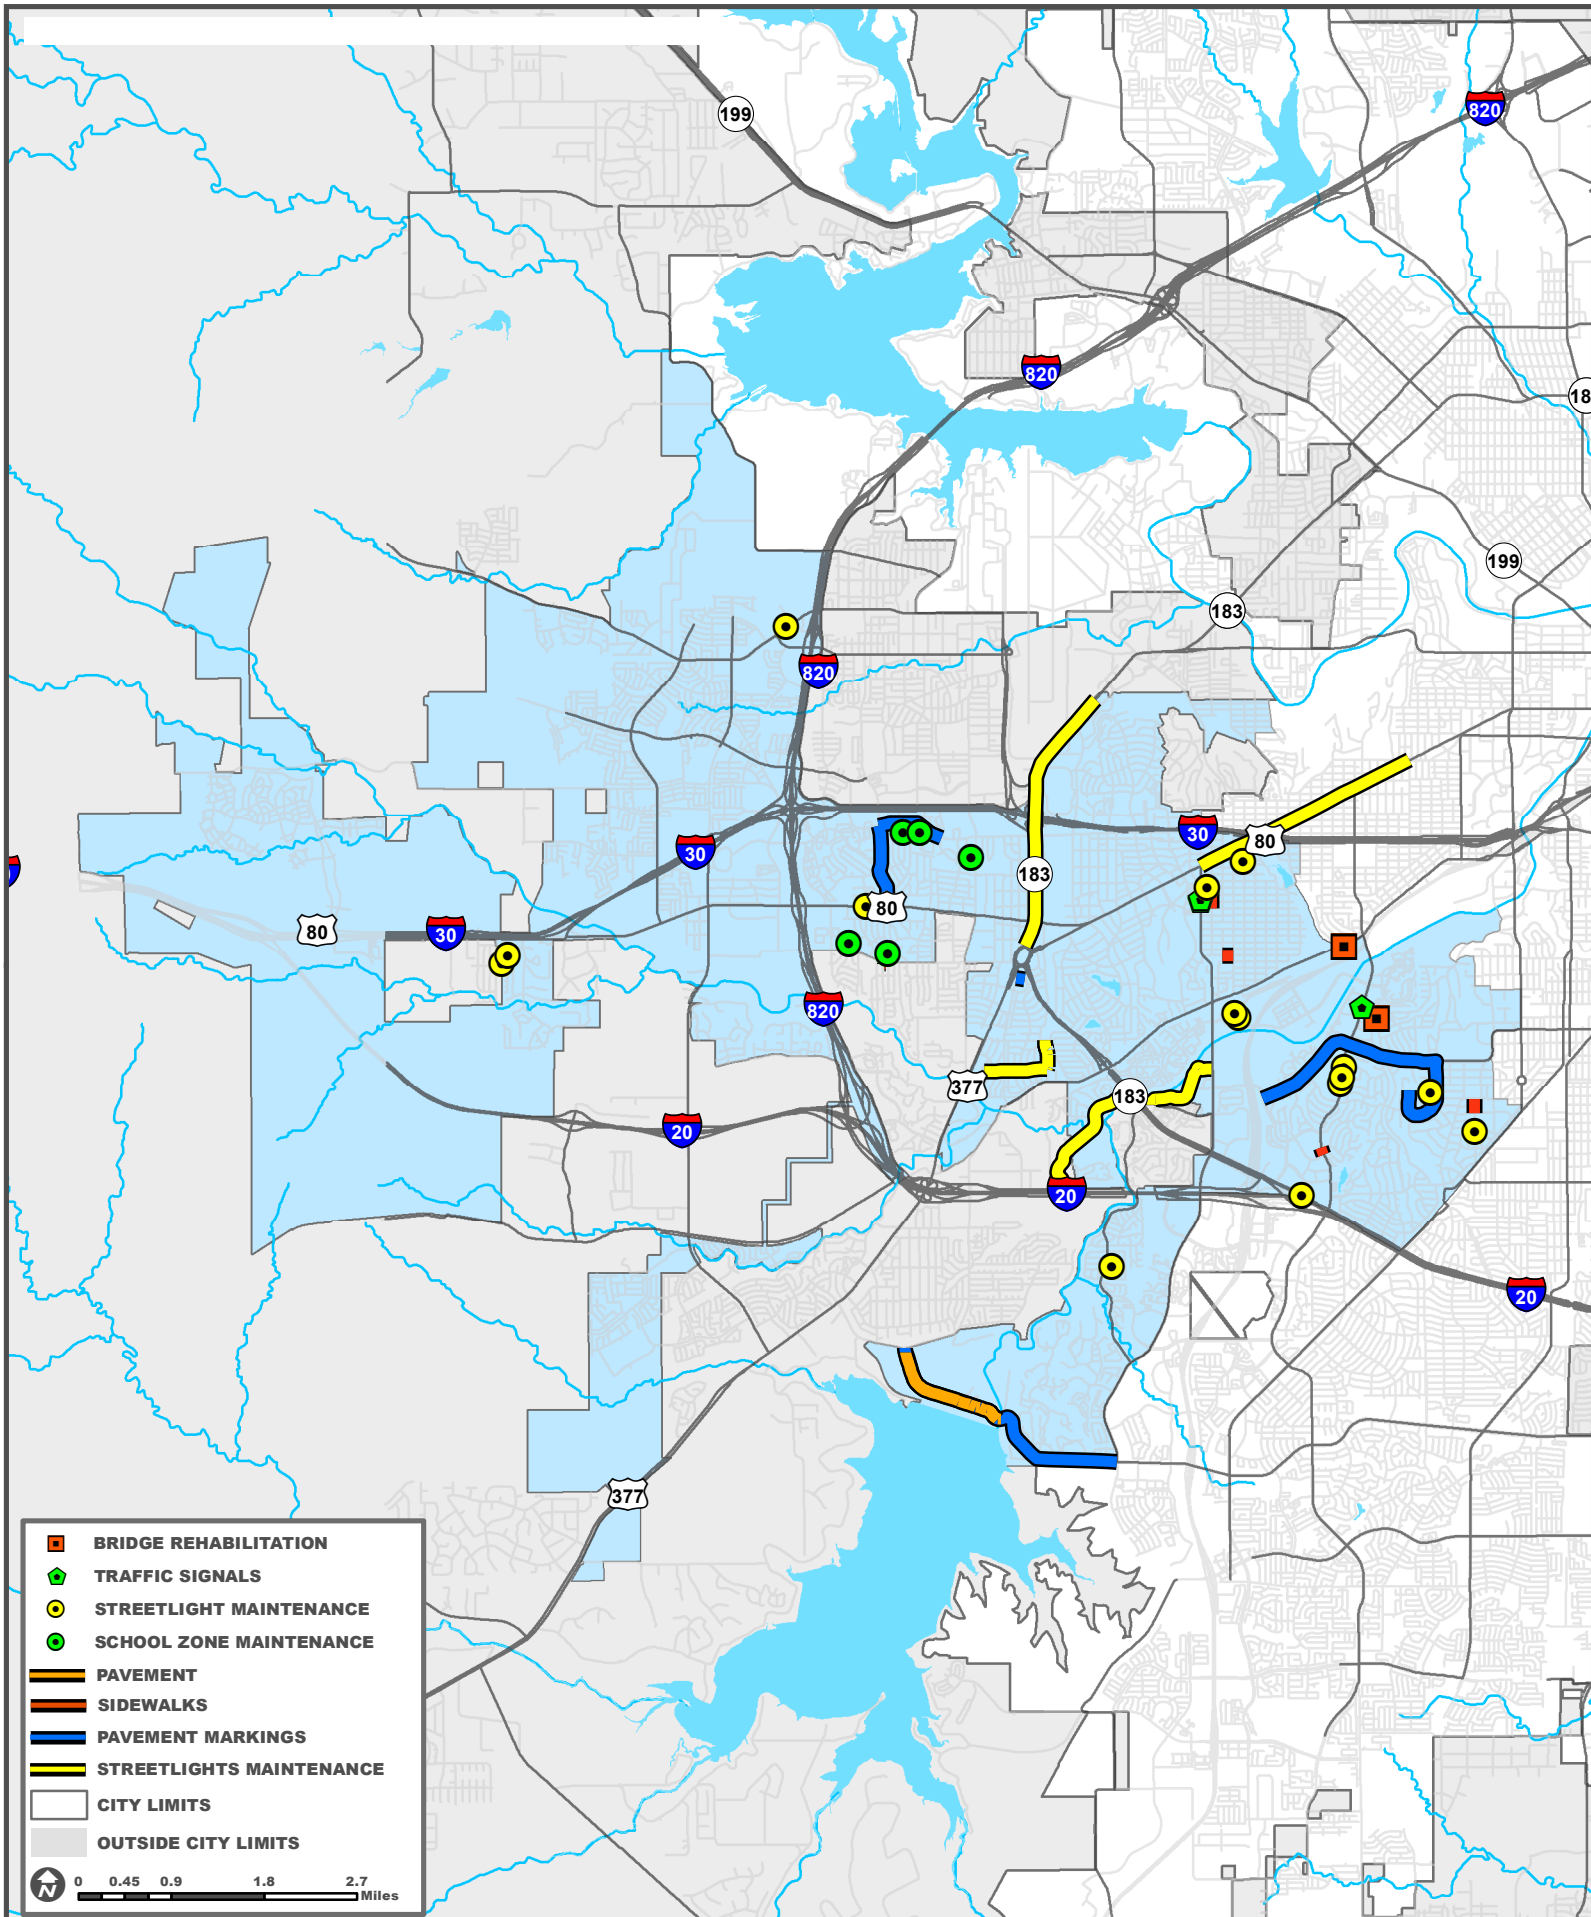 199
820
820
18
199
183
820
183
30
80
30
183
80
80
30
820
377
183
20
20
20
377
BRIDGE REHABILITATION
TRAFFIC SIGNALS
STREETLIGHT MAINTENANCE
SCHOOL ZONE MAINTENANCE
PAVEMENT
SIDEWALKS
PAVEMENT MARKINGS
STREETLIGHTS MAINTENANCE
CITY LIMITS
OUTSIDE CITY LIMITS
N
0 0.45 0.9 1.8 2.7
Miles